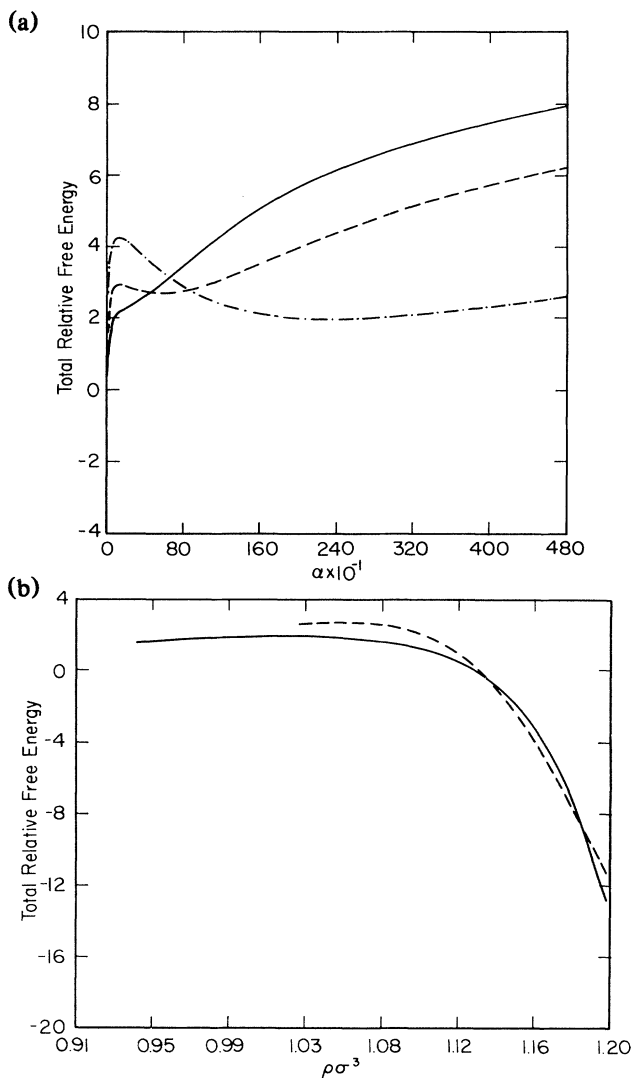 (a)
10
8
6
4
2
0
-2
-4
Total Relative Free Energy
0 80 160 240 320 400 480
α×10⁻¹
(b)
4
0
-4
-8
-12
-16
-20
Total Relative Free Energy
0.91 0.95 0.99 1.03 1.08 1.12 1.16 1.20
ρσ³